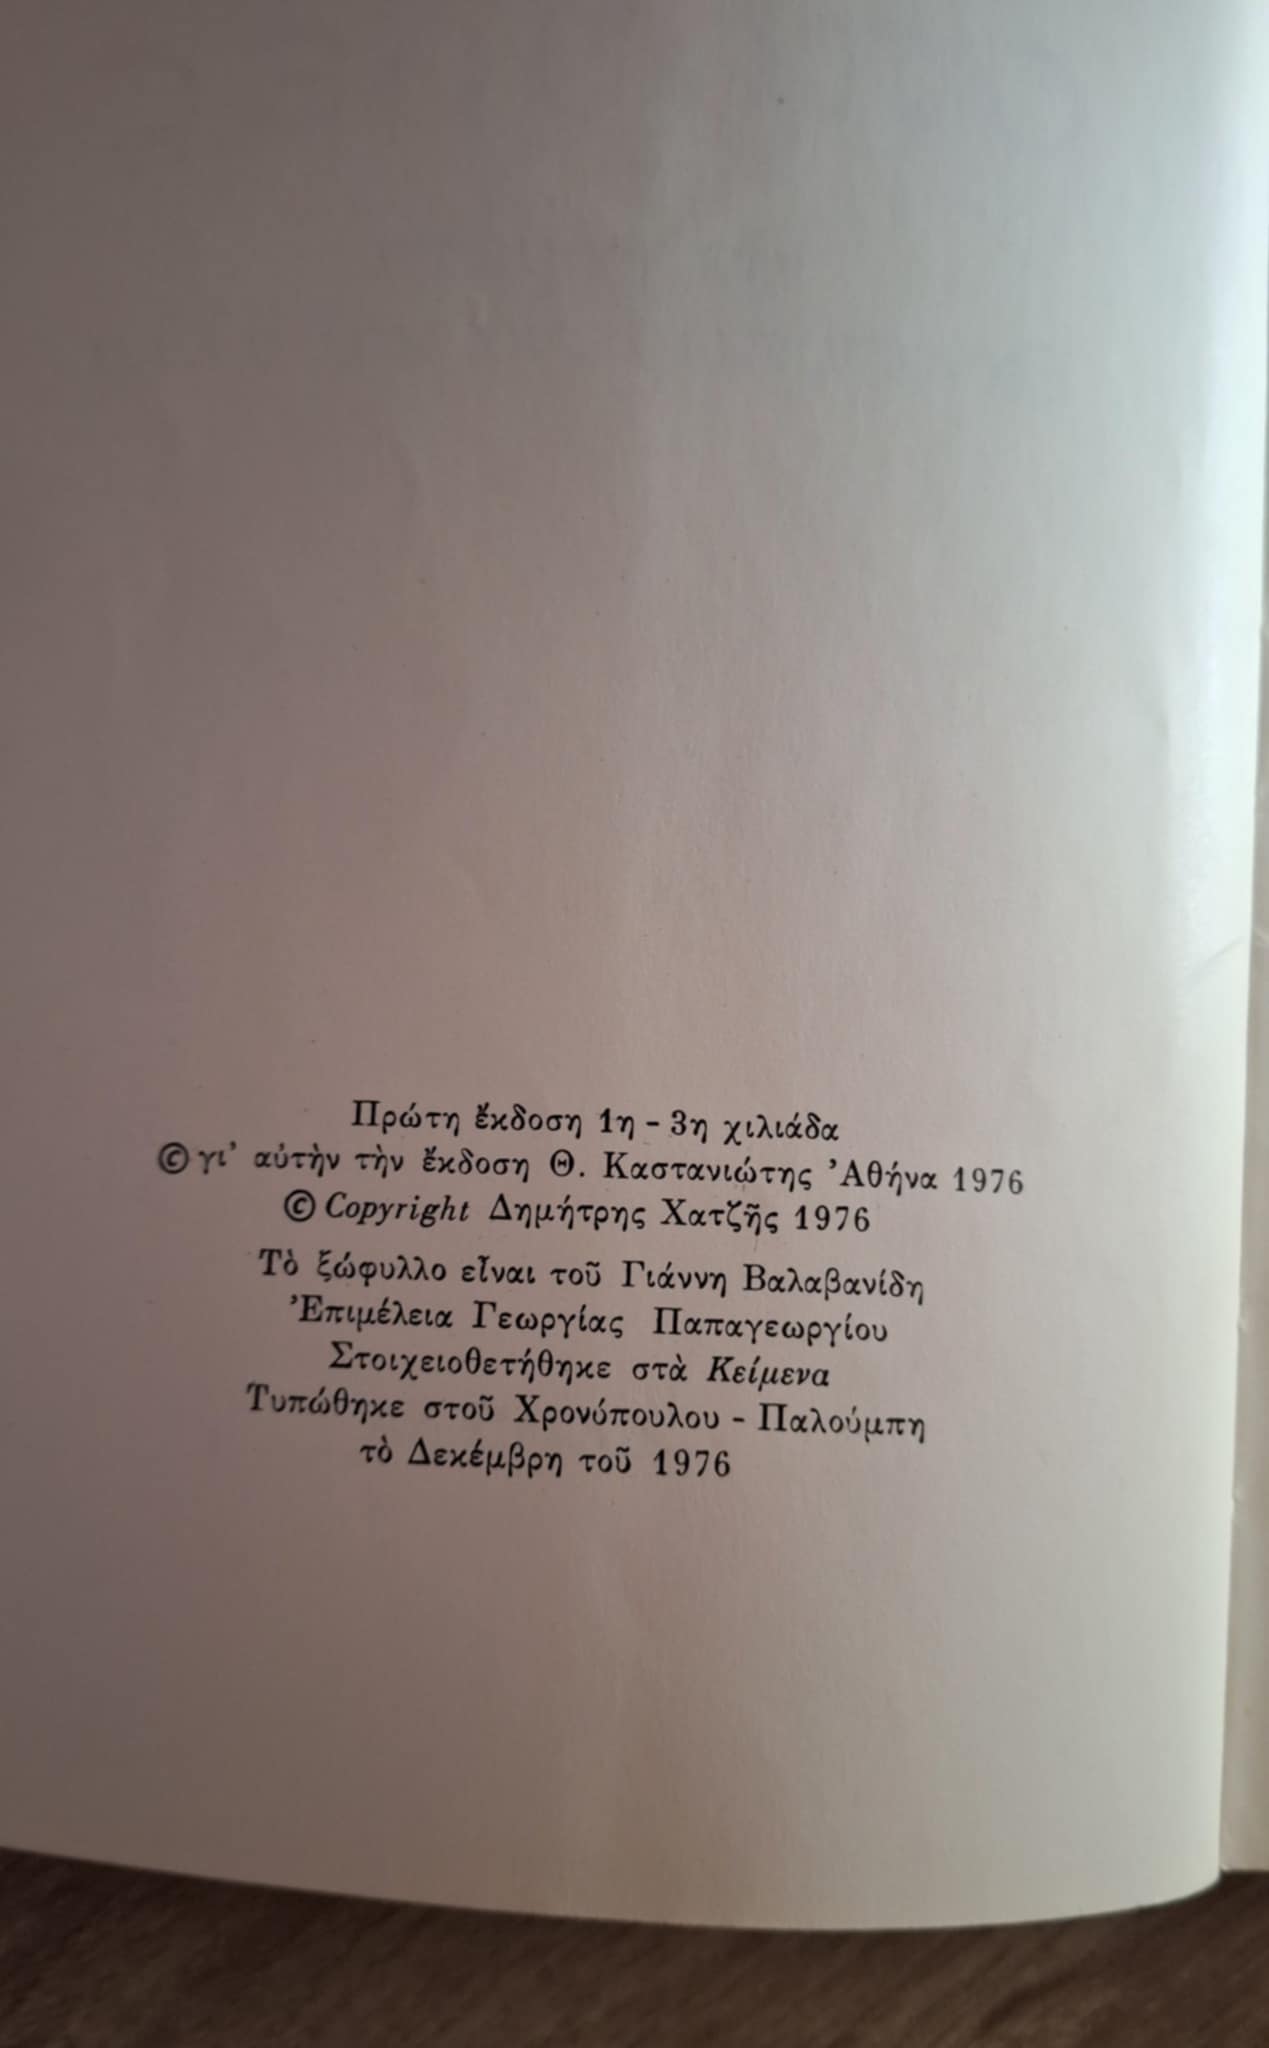 Πρώτη ἔκδοση 1η - 3η χιλιάδα
© γι' αὐτὴν τὴν ἔκδοση Θ. Καστανιώτης Ἀθήνα 1976
© Copyright Δημήτρης Χατζῆς 1976
Τὸ ξώφυλλο εἶναι τοῦ Γιάννη Βαλαβανίδη
Ἐπιμέλεια Γεωργίας Παπαγεωργίου
Στοιχειοθετήθηκε στὰ Κείμενα
Τυπώθηκε στοῦ Χρονόπουλου - Παλούμπη
τὸ Δεκέμβρη τοῦ 1976